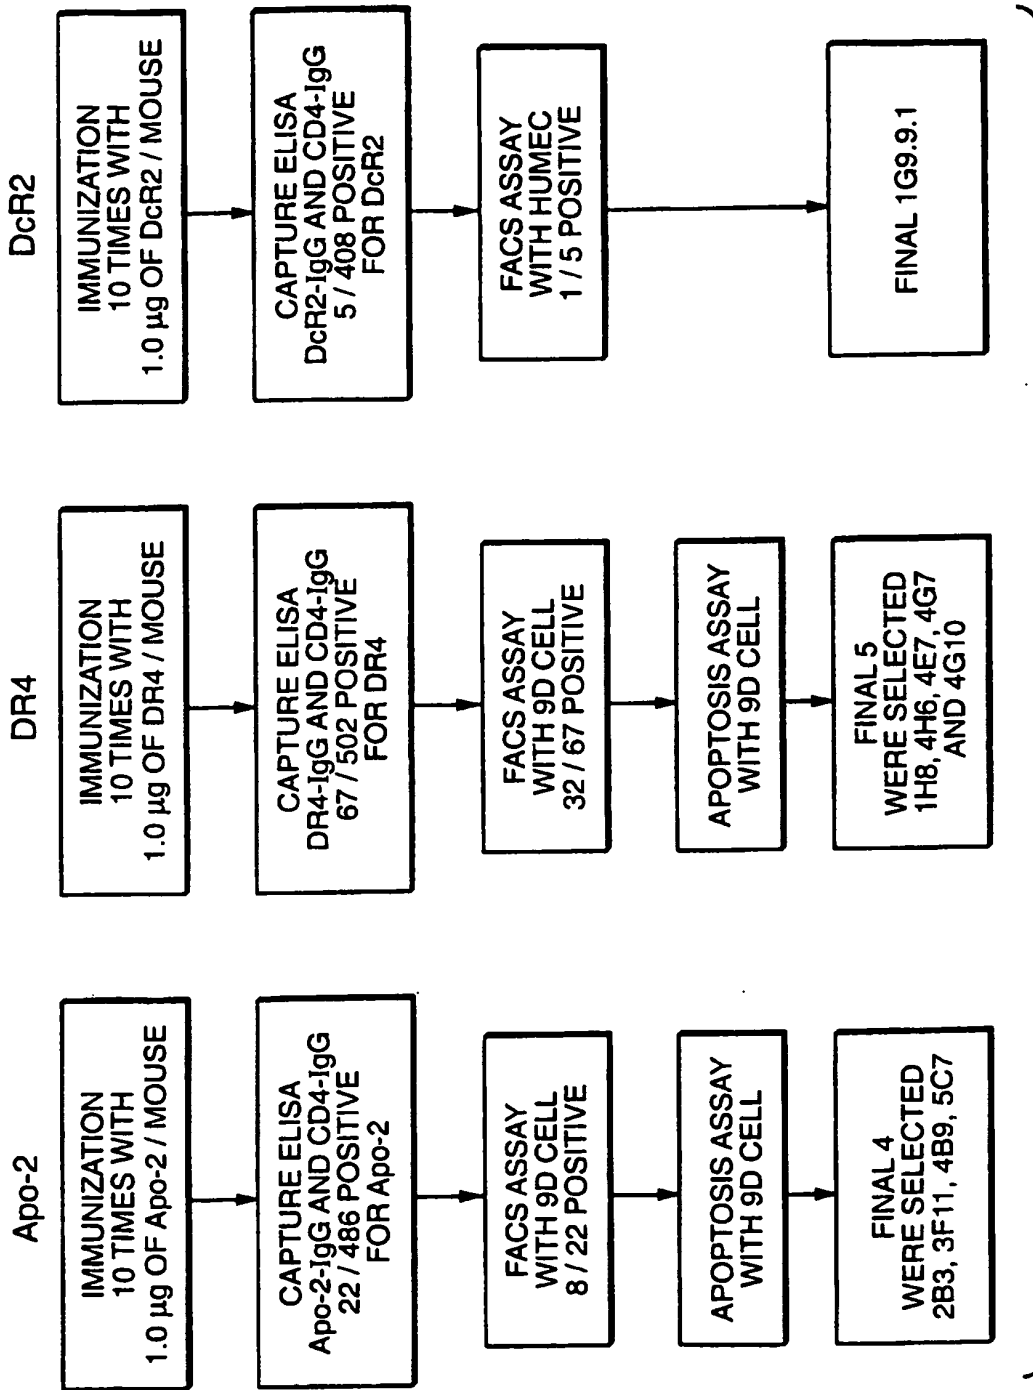 Apo-2
IMMUNIZATION
10 TIMES WITH
1.0 µg OF Apo-2 / MOUSE
CAPTURE ELISA
Apo-2-IgG AND CD4-IgG
22 / 486 POSITIVE
FOR Apo-2
FACS ASSAY
WITH 9D CELL
8 / 22 POSITIVE
APOPTOSIS ASSAY
WITH 9D CELL
FINAL 4
WERE SELECTED
2B3, 3F11, 4B9, 5C7
DR4
IMMUNIZATION
10 TIMES WITH
1.0 µg OF DR4 / MOUSE
CAPTURE ELISA
DR4-IgG AND CD4-IgG
67 / 502 POSITIVE
FOR DR4
FACS ASSAY
WITH 9D CELL
32 / 67 POSITIVE
APOPTOSIS ASSAY
WITH 9D CELL
FINAL 5
WERE SELECTED
1H8, 4H6, 4E7, 4G7
AND 4G10
DcR2
IMMUNIZATION
10 TIMES WITH
1.0 µg OF DcR2 / MOUSE
CAPTURE ELISA
DcR2-IgG AND CD4-IgG
5 / 408 POSITIVE
FOR DcR2
FACS ASSAY
WITH HUMEC
1 / 5 POSITIVE
FINAL 1G9.9.1